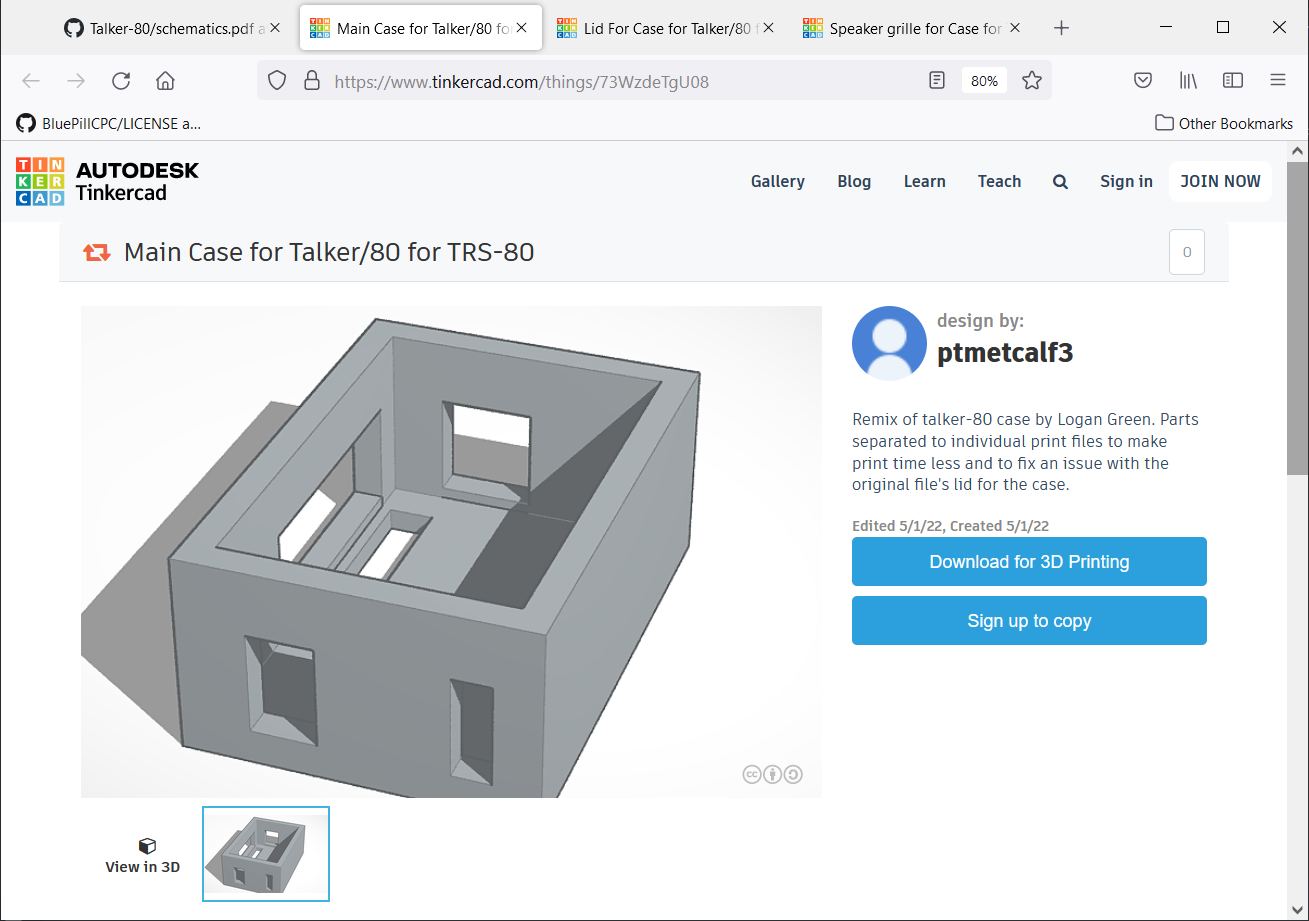 Talker-80/schematics.pdf a
Main Case for Talker/80 fo
Lid For Case for Talker/80 f
Speaker grille for Case for
https://www.tinkercad.com/things/73WzdeTgU08
80%
BluePillCPC/LICENSE a...
Other Bookmarks
TIN
KER
CAD
AUTODESK
Tinkercad
Gallery
Blog
Learn
Teach
Sign in
JOIN NOW
Main Case for Talker/80 for TRS-80
0
design by:
ptmetcalf3
Remix of talker-80 case by Logan Green. Parts
separated to individual print files to make
print time less and to fix an issue with the
original file's lid for the case.
Edited 5/1/22, Created 5/1/22
Download for 3D Printing
Sign up to copy
cc
View in 3D